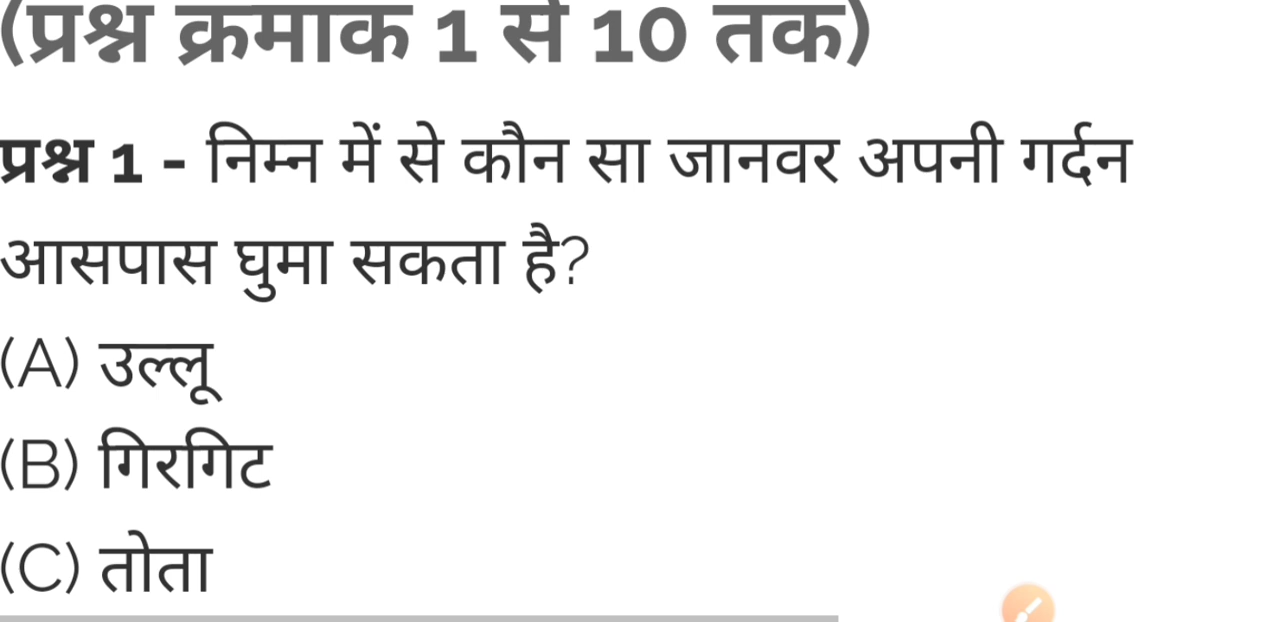 (प्रश्न क्रमांक 1 से 10 तक)
प्रश्न 1 - निम्न में से कौन सा जानवर अपनी गर्दन
आसपास घुमा सकता है?
(A) उल्लू
(B) गिरगिट
(C) तोता